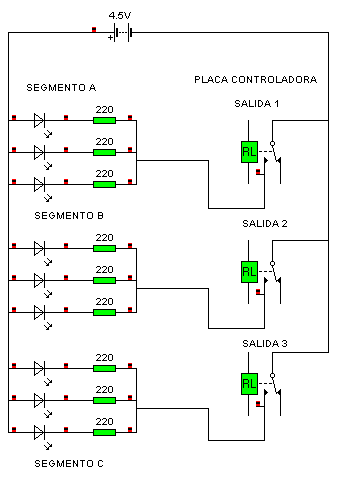 4.5V
+
PLACA CONTROLADORA
SEGMENTO A
SALIDA 1
220
220
220
RL
SEGMENTO B
SALIDA 2
220
220
220
RL
SALIDA 3
220
220
220
RL
SEGMENTO C